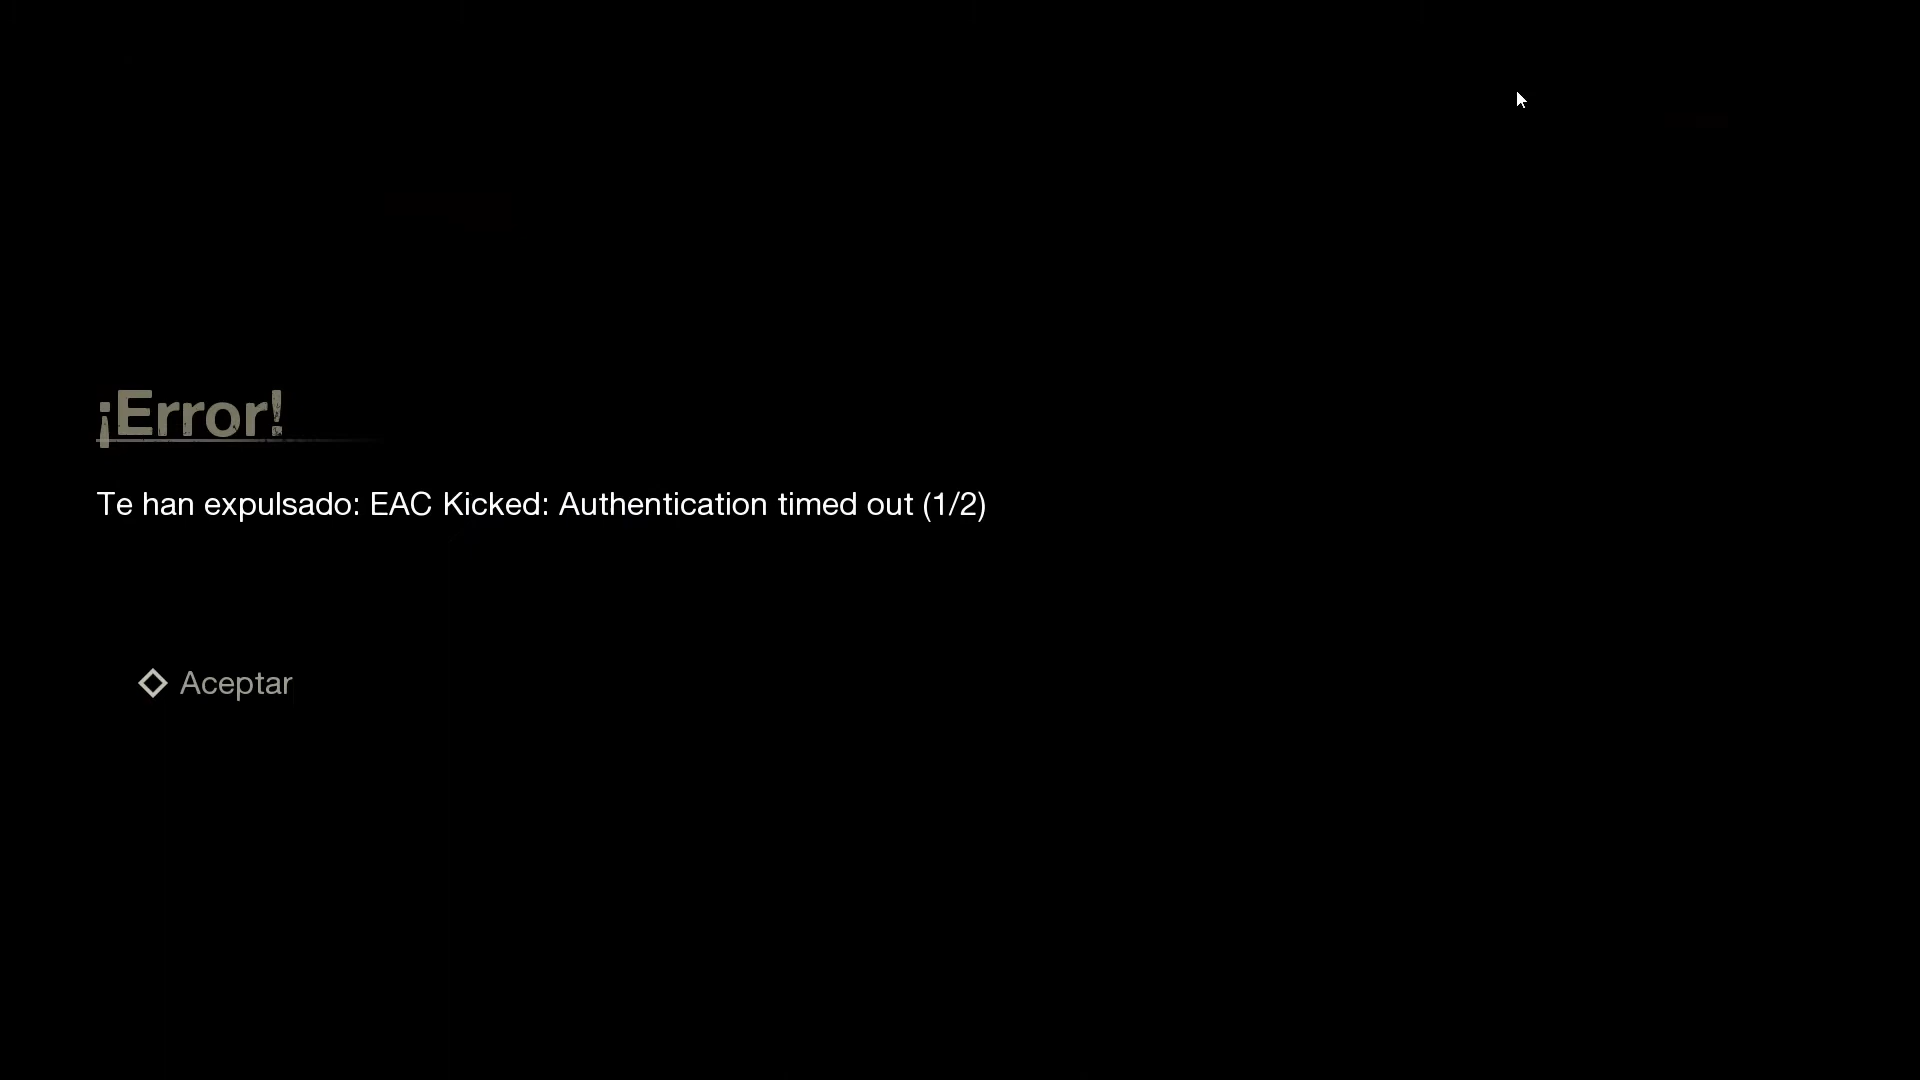 ¡Error!
Te han expulsado: EAC Kicked: Authentication timed out (1/2)
Aceptar